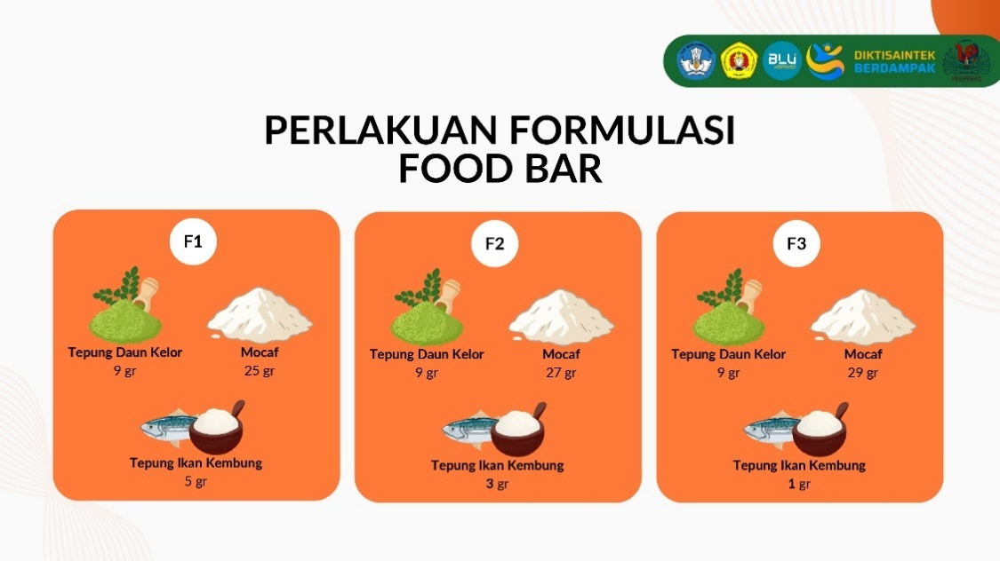 BLU
DIKTISAINTEK
BERDAMPAK
PERLAKUAN FORMULASI
FOOD BAR
F1
Tepung Daun Kelor
9 gr
Mocaf
25 gr
Tepung Ikan Kembung
5 gr
F2
Tepung Daun Kelor
9 gr
Mocaf
27 gr
Tepung Ikan Kembung
3 gr
F3
Tepung Daun Kelor
9 gr
Mocaf
29 gr
Tepung Ikan Kembung
1 gr